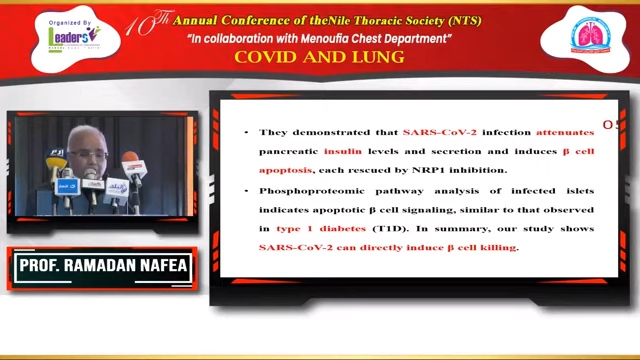 Organized By
Leaders
10th Annual Conference of theNile Thoracic Society (NTS)
"In collaboration with Menoufia Chest Department"
COVID AND LUNG
05
• They demonstrated that SARS-CoV-2 infection attenuates
pancreatic insulin levels and secretion and induces β cell
apoptosis, each rescued by NRP1 inhibition.
• Phosphoproteomic pathway analysis of infected islets
indicates apoptotic β cell signaling, similar to that observed
in type 1 diabetes (T1D). In summary, our study shows
SARS-CoV-2 can directly induce β cell killing.
PROF. RAMADAN NAFEA